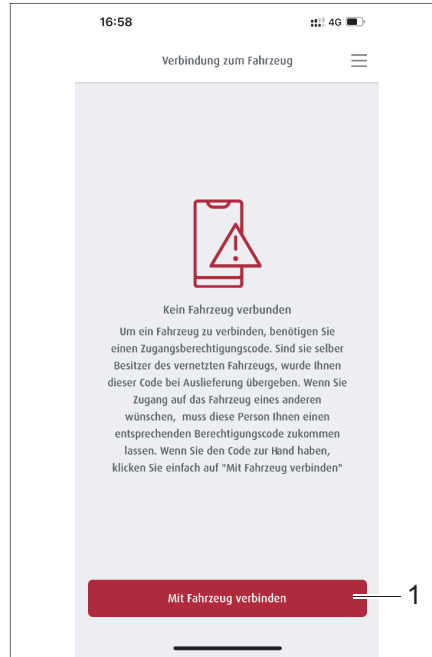 16:58
4G
Verbindung zum Fahrzeug
Kein Fahrzeug verbunden
Um ein Fahrzeug zu verbinden, benötigen Sie
einen Zugangsberechtigungscode. Sind sie selber
Besitzer des vernetzten Fahrzeugs, wurde Ihnen
dieser Code bei Auslieferung übergeben. Wenn Sie
Zugang auf das Fahrzeug eines anderen
wünschen, muss diese Person Ihnen einen
entsprechenden Berechtigungscode zukommen
lassen. Wenn Sie den Code zur Hand haben,
klicken Sie einfach auf "Mit Fahrzeug verbinden"
Mit Fahrzeug verbinden
1